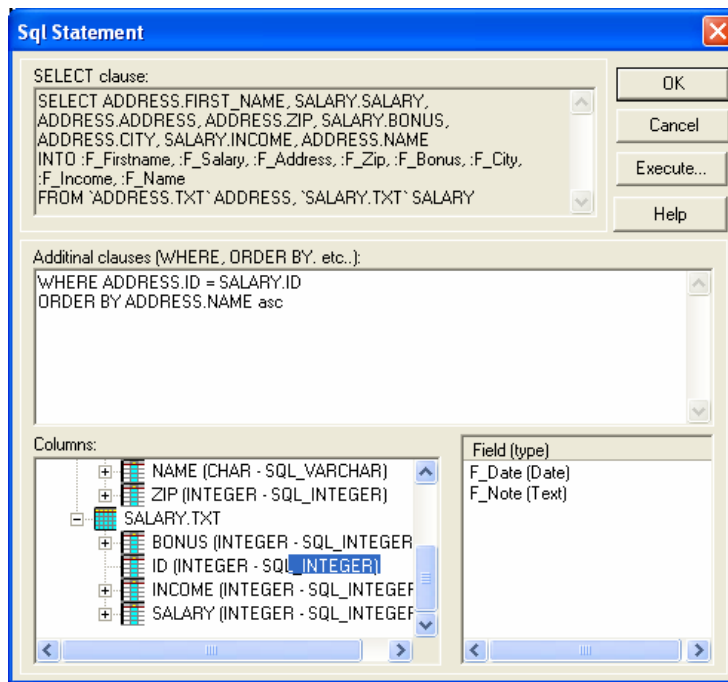 Sql Statement
SELECT clause:
SELECT ADDRESS.FIRST_NAME, SALARY.SALARY,
ADDRESS.ADDRESS, ADDRESS.ZIP, SALARY.BONUS,
ADDRESS.CITY, SALARY.INCOME, ADDRESS.NAME
INTO :F_Firstname, :F_Salary, :F_Address, :F_Zip, :F_Bonus, :F_City,
:F_Income, :F_Name
FROM `ADDRESS.TXT` ADDRESS, `SALARY.TXT` SALARY
OK
Cancel
Execute...
Help
Additinal clauses (WHERE, ORDER BY. etc..):
WHERE ADDRESS.ID = SALARY.ID
ORDER BY ADDRESS.NAME asc
Columns:
NAME (CHAR - SQL_VARCHAR)
ZIP (INTEGER - SQL_INTEGER)
SALARY.TXT
BONUS (INTEGER - SQL_INTEGER
ID (INTEGER - SQL_INTEGER)
INCOME (INTEGER - SQL_INTEGEF
SALARY (INTEGER - SQL_INTEGEF
Field (type)
F_Date (Date)
F_Note (Text)